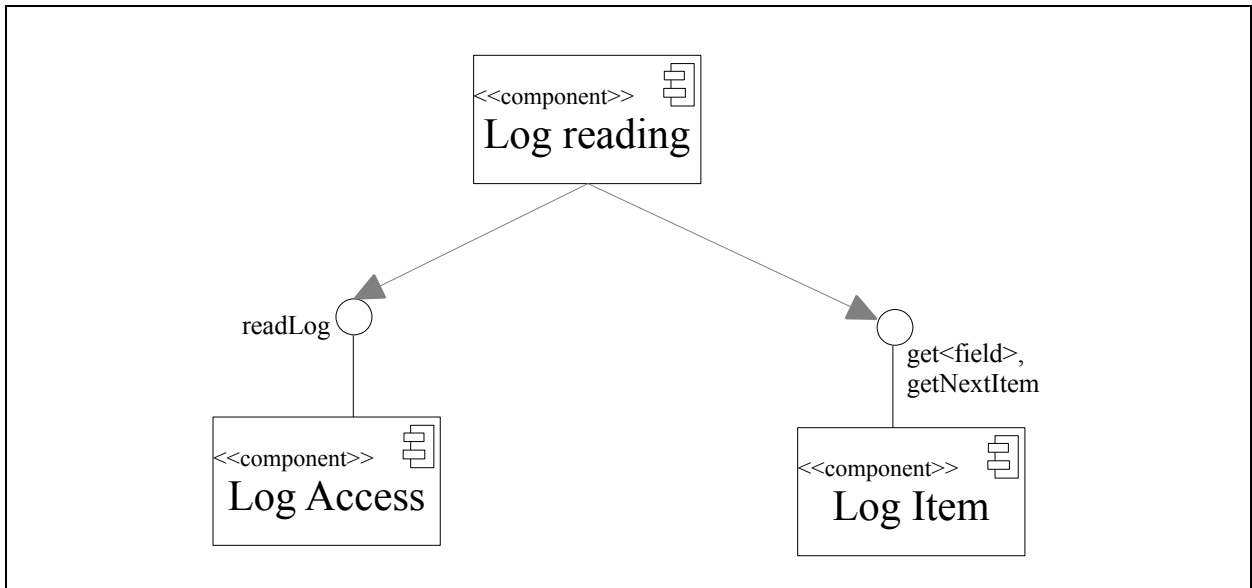 <<component>>
Log reading
readLog
get<field>,
getNextItem
<<component>>
Log Access
<<component>>
Log Item